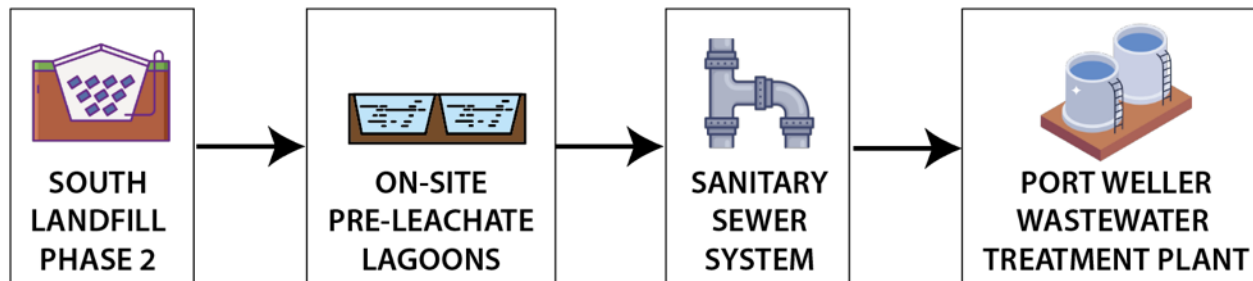 SOUTH
LANDFILL
PHASE 2
ON-SITE
PRE-LEACHATE
LAGOONS
SANITARY
SEWER
SYSTEM
PORT WELLER
WASTEWATER
TREATMENT PLANT